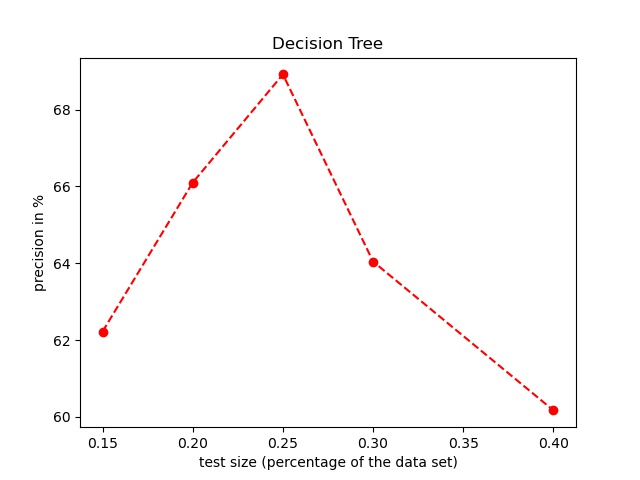 Decision Tree
precision in %
68
66
64
62
60
0.15 0.20 0.25 0.30 0.35 0.40
test size (percentage of the data set)